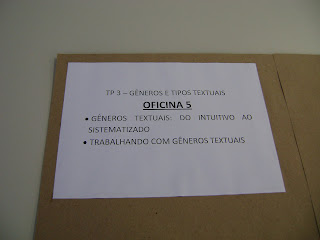 TP 3 – GÊNEROS E TIPOS TEXTUAIS
OFICINA 5
• GÊNEROS TEXTUAIS: DO INTUITIVO AO
SISTEMATIZADO
• TRABALHANDO COM GÊNEROS TEXTUAIS